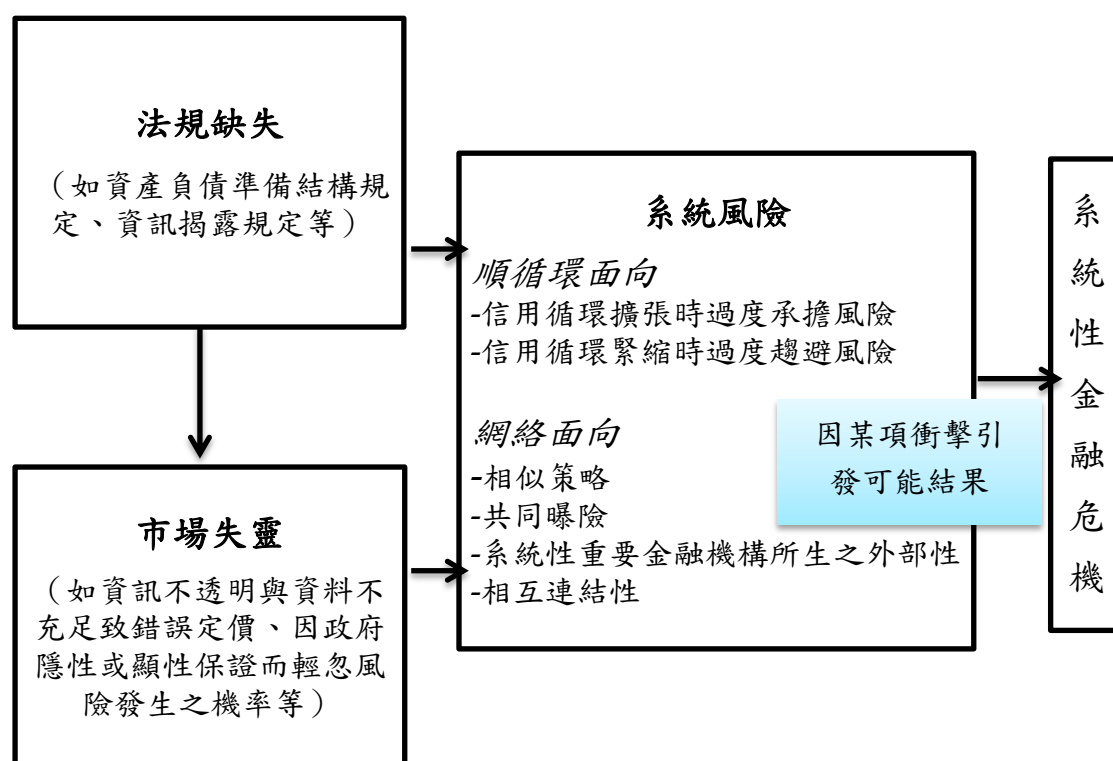 法規缺失
（如資產負債準備結構規
定、資訊揭露規定等）
市場失靈
（如資訊不透明與資料不
充足致錯誤定價、因政府
隱性或顯性保證而輕忽風
險發生之機率等）
系統風險
順循環面向
-信用循環擴張時過度承擔風險
-信用循環緊縮時過度趨避風險
網絡面向
-相似策略
-共同曝險
-系統性重要金融機構所生之外部性
-相互連結性
因某項衝擊引
發可能結果
系
統
性
金
融
危
機